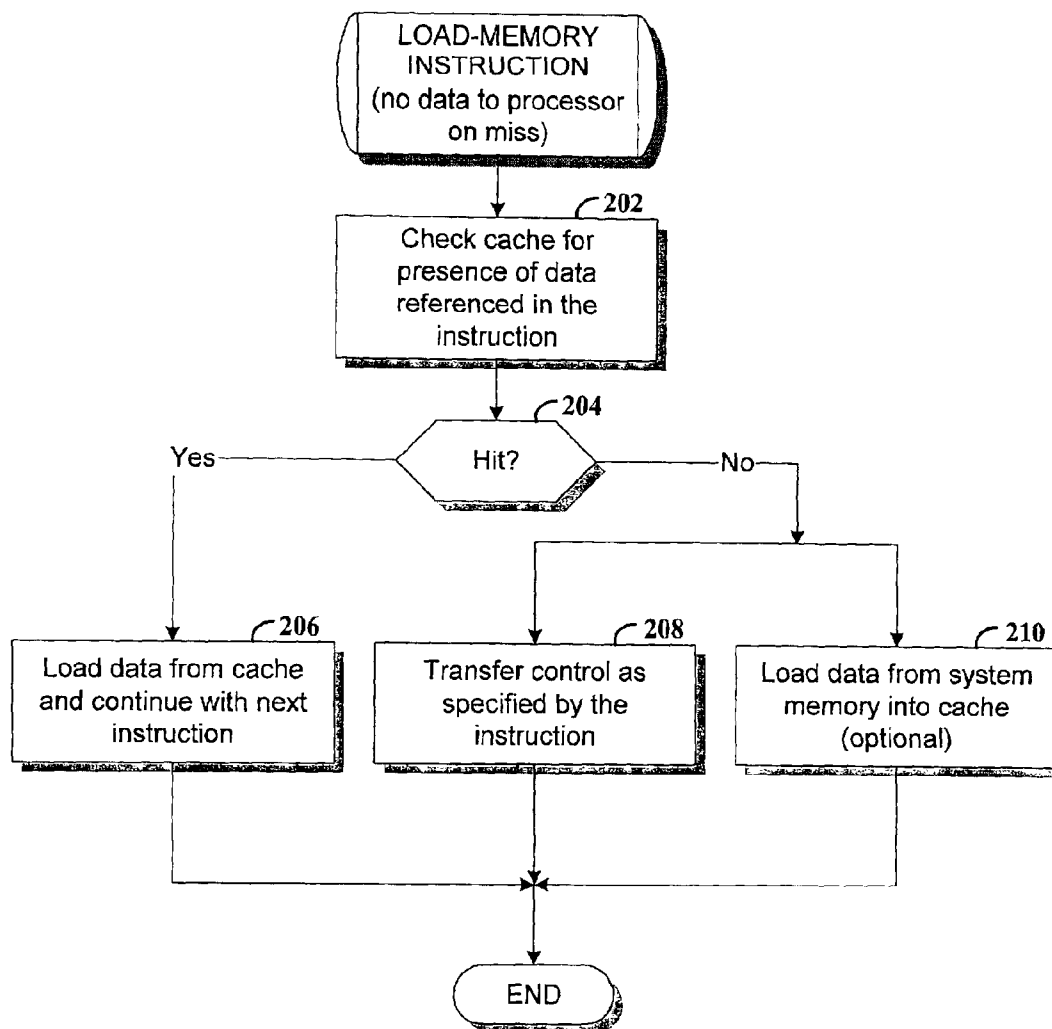 LOAD-MEMORY
INSTRUCTION
(no data to processor
on miss)
202
Check cache for
presence of data
referenced in the
instruction
204
Hit?
Yes
No
206
Load data from cache
and continue with next
instruction
208
Transfer control as
specified by the
instruction
210
Load data from system
memory into cache
(optional)
END